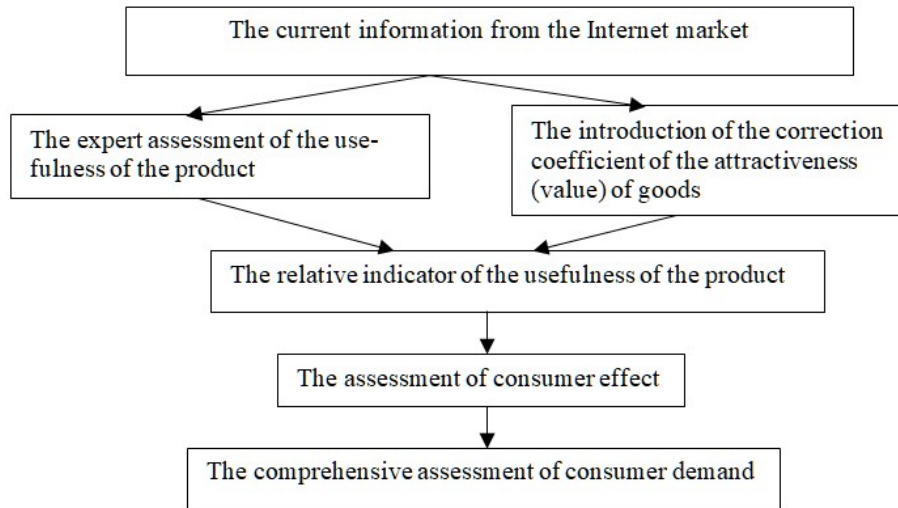 The current information from the Internet market
The expert assessment of the use-
fulness of the product
The introduction of the correction
coefficient of the attractiveness
(value) of goods
The relative indicator of the usefulness of the product
The assessment of consumer effect
The comprehensive assessment of consumer demand